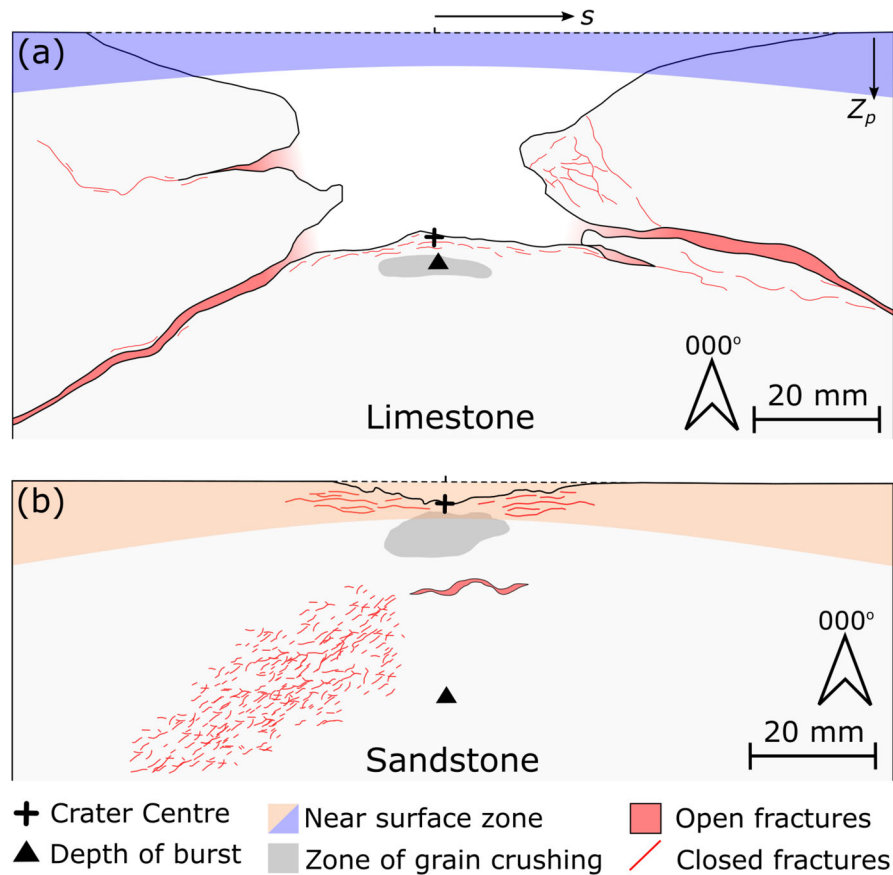 s
(a)
Zp
000°
20 mm
Limestone
(b)
000°
20 mm
Sandstone
Crater Centre
Near surface zone
Open fractures
Depth of burst
Zone of grain crushing
Closed fractures